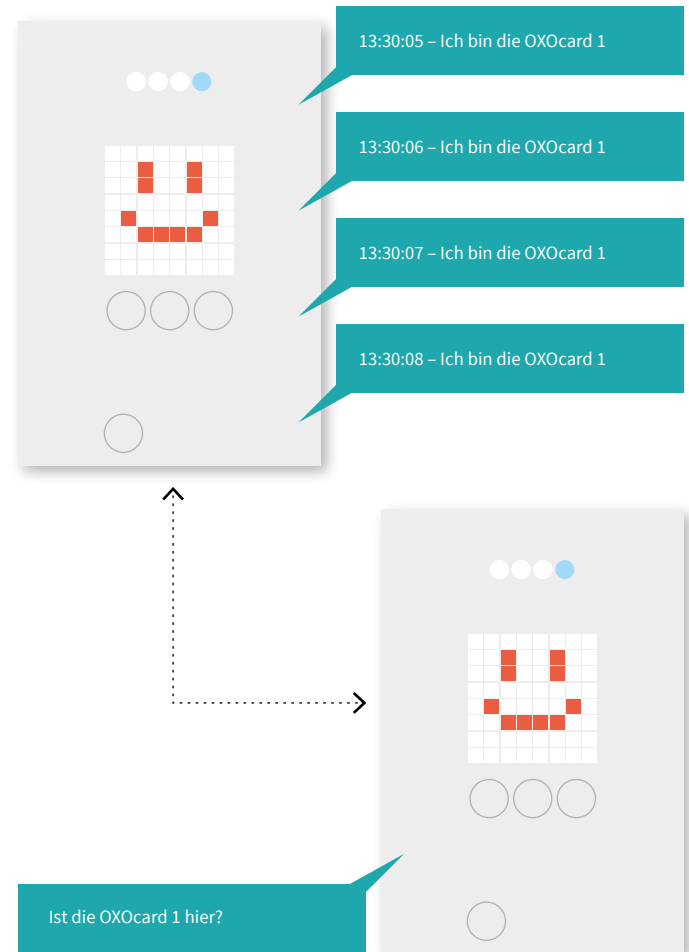 13:30:05 – Ich bin die OXOcard 1
13:30:06 – Ich bin die OXOcard 1
13:30:07 – Ich bin die OXOcard 1
13:30:08 – Ich bin die OXOcard 1
Ist die OXOcard 1 hier?